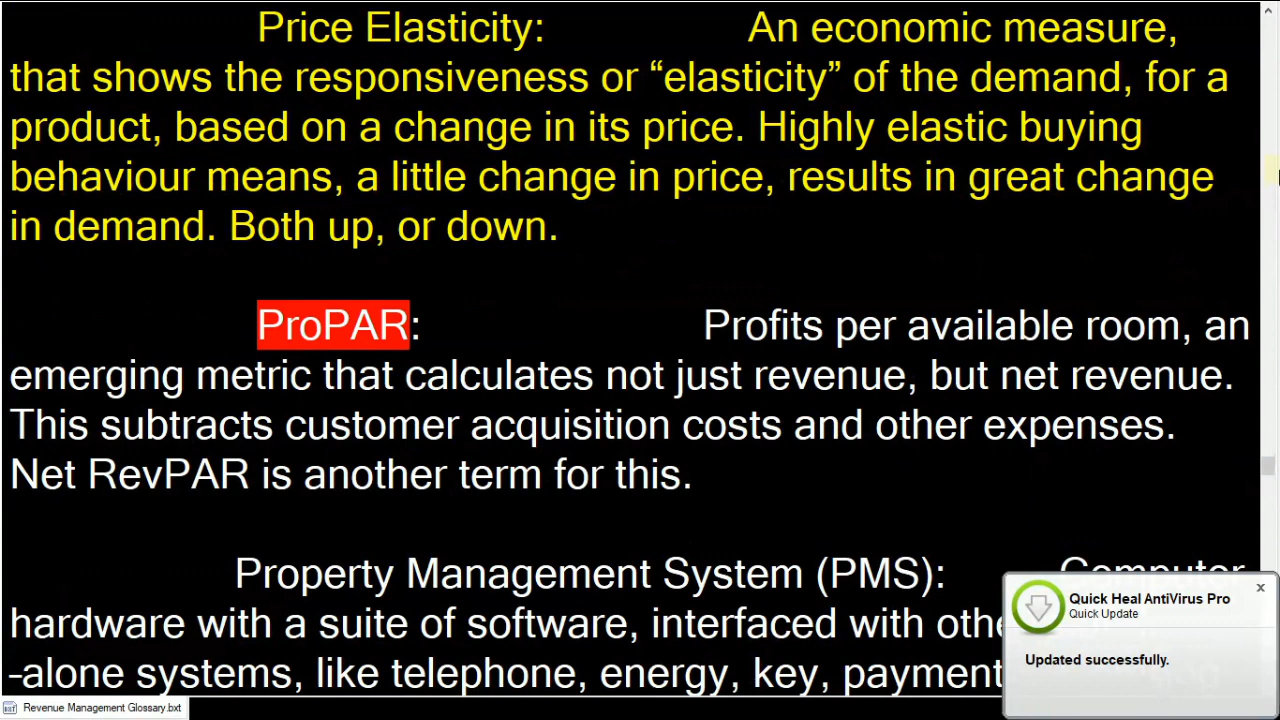 Price Elasticity: An economic measure,
that shows the responsiveness or “elasticity” of the demand, for a
product, based on a change in its price. Highly elastic buying
behaviour means, a little change in price, results in great change
in demand. Both up, or down.
ProPAR: Profits per available room, an
emerging metric that calculates not just revenue, but net revenue.
This subtracts customer acquisition costs and other expenses.
Net RevPAR is another term for this.
Property Management System (PMS): Computer
hardware with a suite of software, interfaced with
-alone systems, like telephone, energy, key, payment
Quick Heal AntiVirus Pro
Quick Update
Updated successfully.
Revenue Management Glossary.bxt